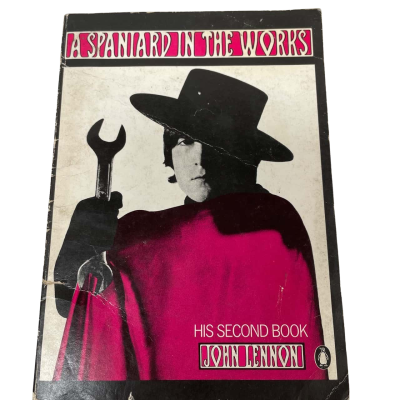 A SPANIARD IN THE WORKS
HIS SECOND BOOK
JOHN LENNON